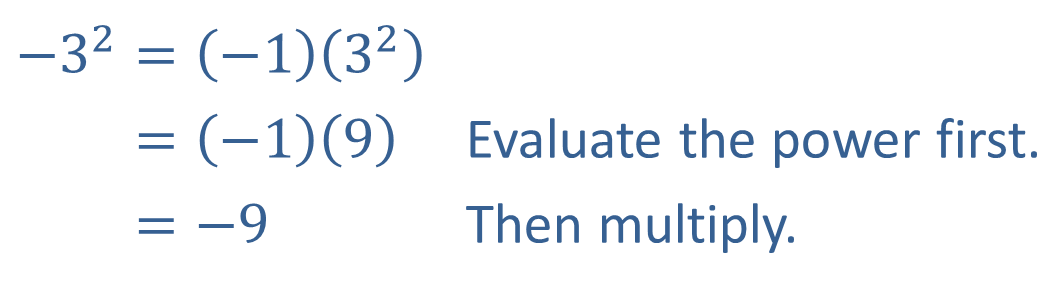 −3² = (−1)(3²)
= (−1)(9) Evaluate the power first.
= −9 Then multiply.